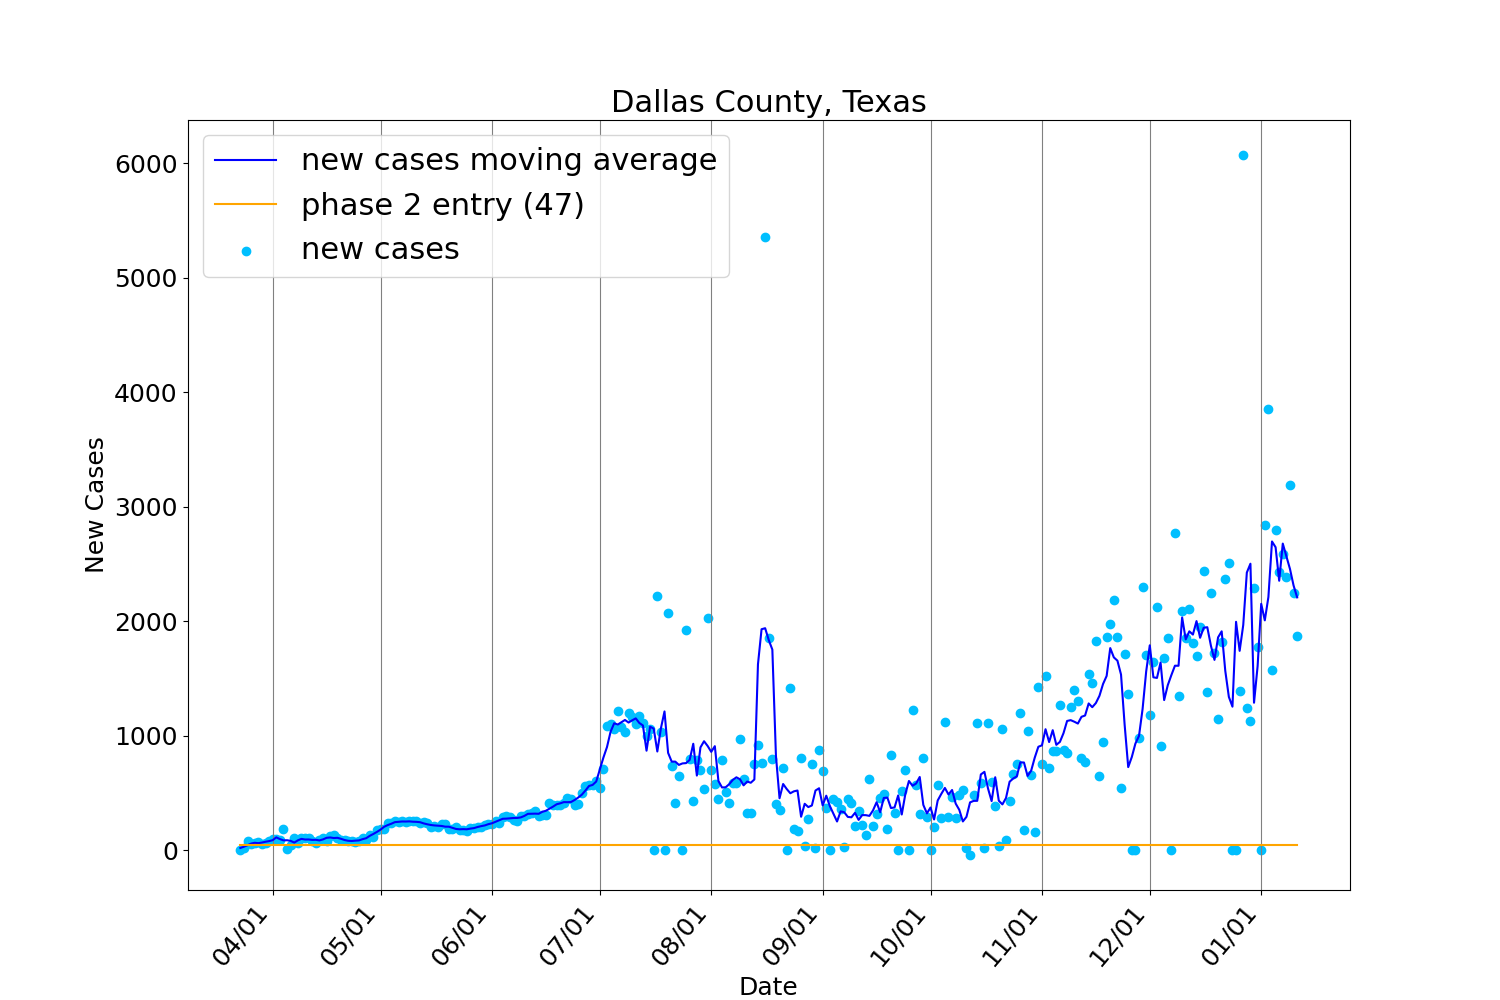 Dallas County, Texas
new cases moving average
phase 2 entry (47)
new cases
6000
5000
4000
3000
2000
1000
0
New Cases
04/01 05/01 06/01 07/01 08/01 09/01 10/01 11/01 12/01 01/01
Date